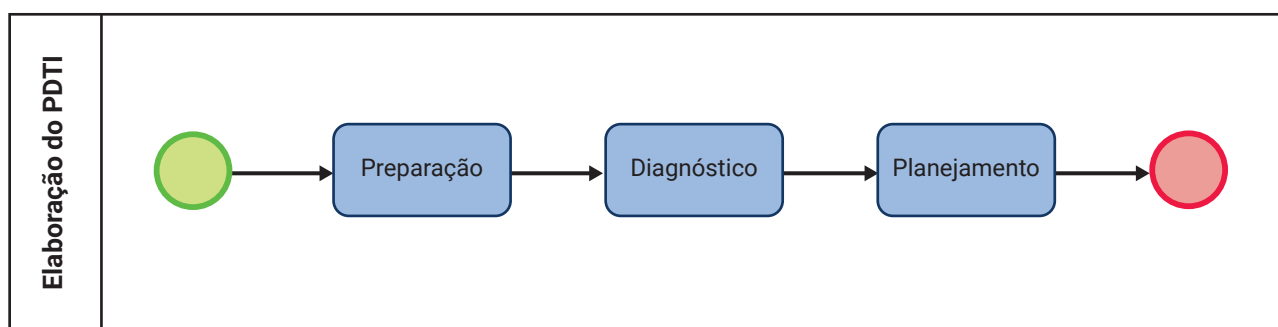 Elaboração do PDTI
Preparação
Diagnóstico
Planejamento